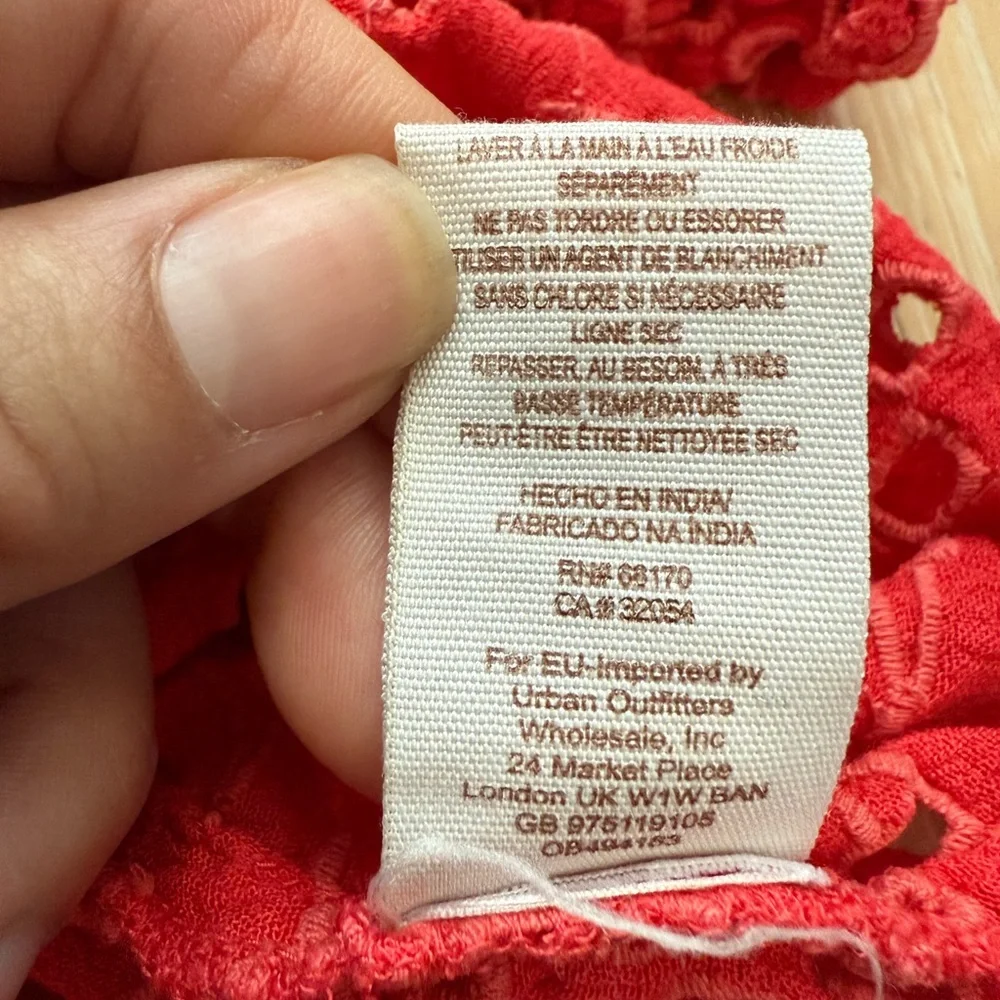 LAVER À LA MAIN À L'EAU FROIDE
SÉPARÉMENT
NE PAS TORDRE OU ESSORER
TILISER UN AGENT DE BLANCHIMENT
SANS CHLORE SI NÉCESSAIRE
LIGNE SEC
REPASSER, AU BESOIN, À TRÈS
BASSE TEMPÉRATURE
PEUT-ÊTRE ÊTRE NETTOYÉE SEC
HECHO EN INDIA/
FABRICADO NA ÍNDIA
RN# 66170
CA# 32054
For EU-Imported by
Urban Outfitters
Wholesale, Inc
24 Market Place
London UK W1W 8AN
GB 975119105
OB494163